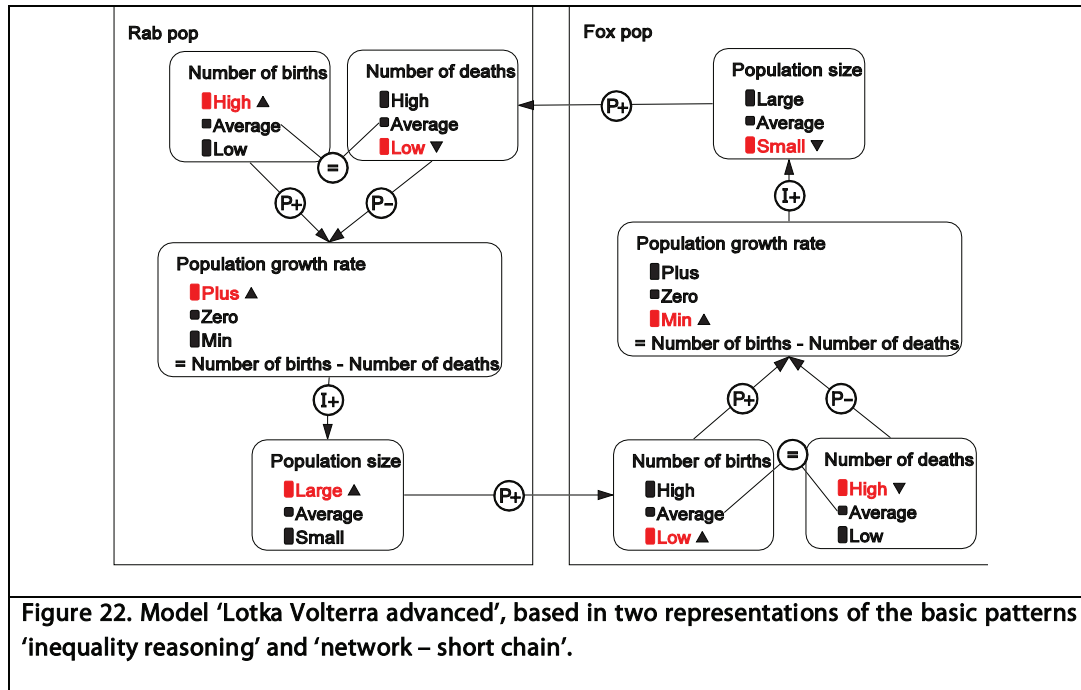 Rab pop
Number of births
High ▲
Average
Low
Number of deaths
High
Average
Low ▼
=
P+
P–
Population growth rate
Plus ▲
Zero
Min
= Number of births - Number of deaths
I+
Population size
Large ▲
Average
Small
P+
P+
Fox pop
Population size
Large
Average
Small ▼
I+
Population growth rate
Plus
Zero
Min ▲
= Number of births - Number of deaths
P+
P–
Number of births
High
Average
Low ▲
=
Number of deaths
High ▼
Average
Low
Figure 22. Model ‘Lotka Volterra advanced’, based in two representations of the basic patterns
‘inequality reasoning’ and ‘network – short chain’.